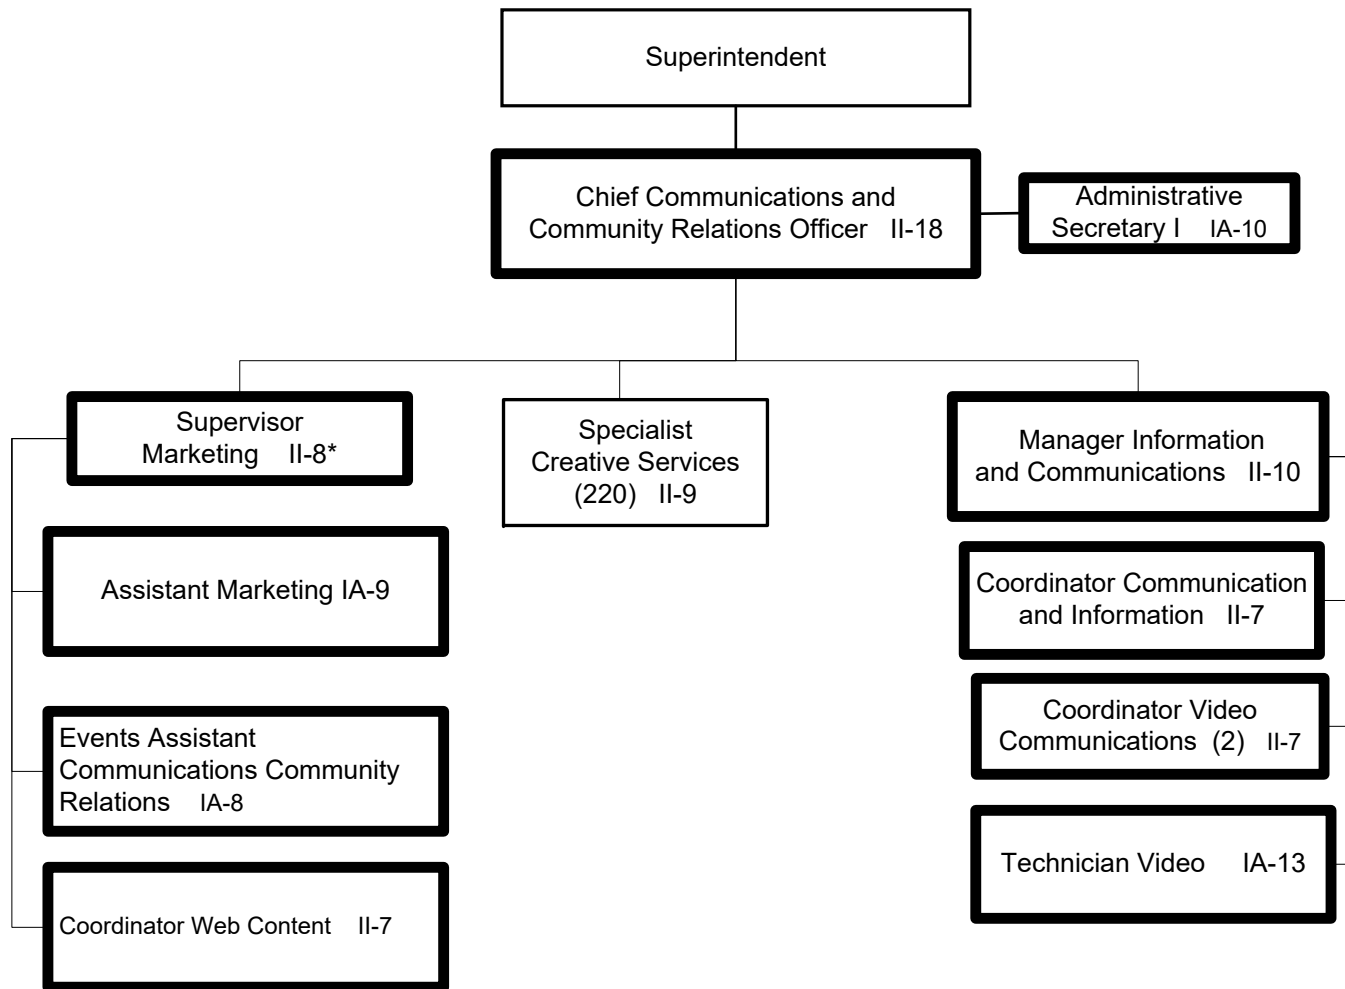 Superintendent
Chief Communications and
Community Relations Officer II-18
Administrative
Secretary I IA-10
Supervisor
Marketing II-8*
Specialist
Creative Services
(220) II-9
Manager Information
and Communications II-10
Assistant Marketing IA-9
Coordinator Communication
and Information II-7
Events Assistant
Communications Community
Relations IA-8
Coordinator Video
Communications (2) II-7
Technician Video IA-13
Coordinator Web Content II-7